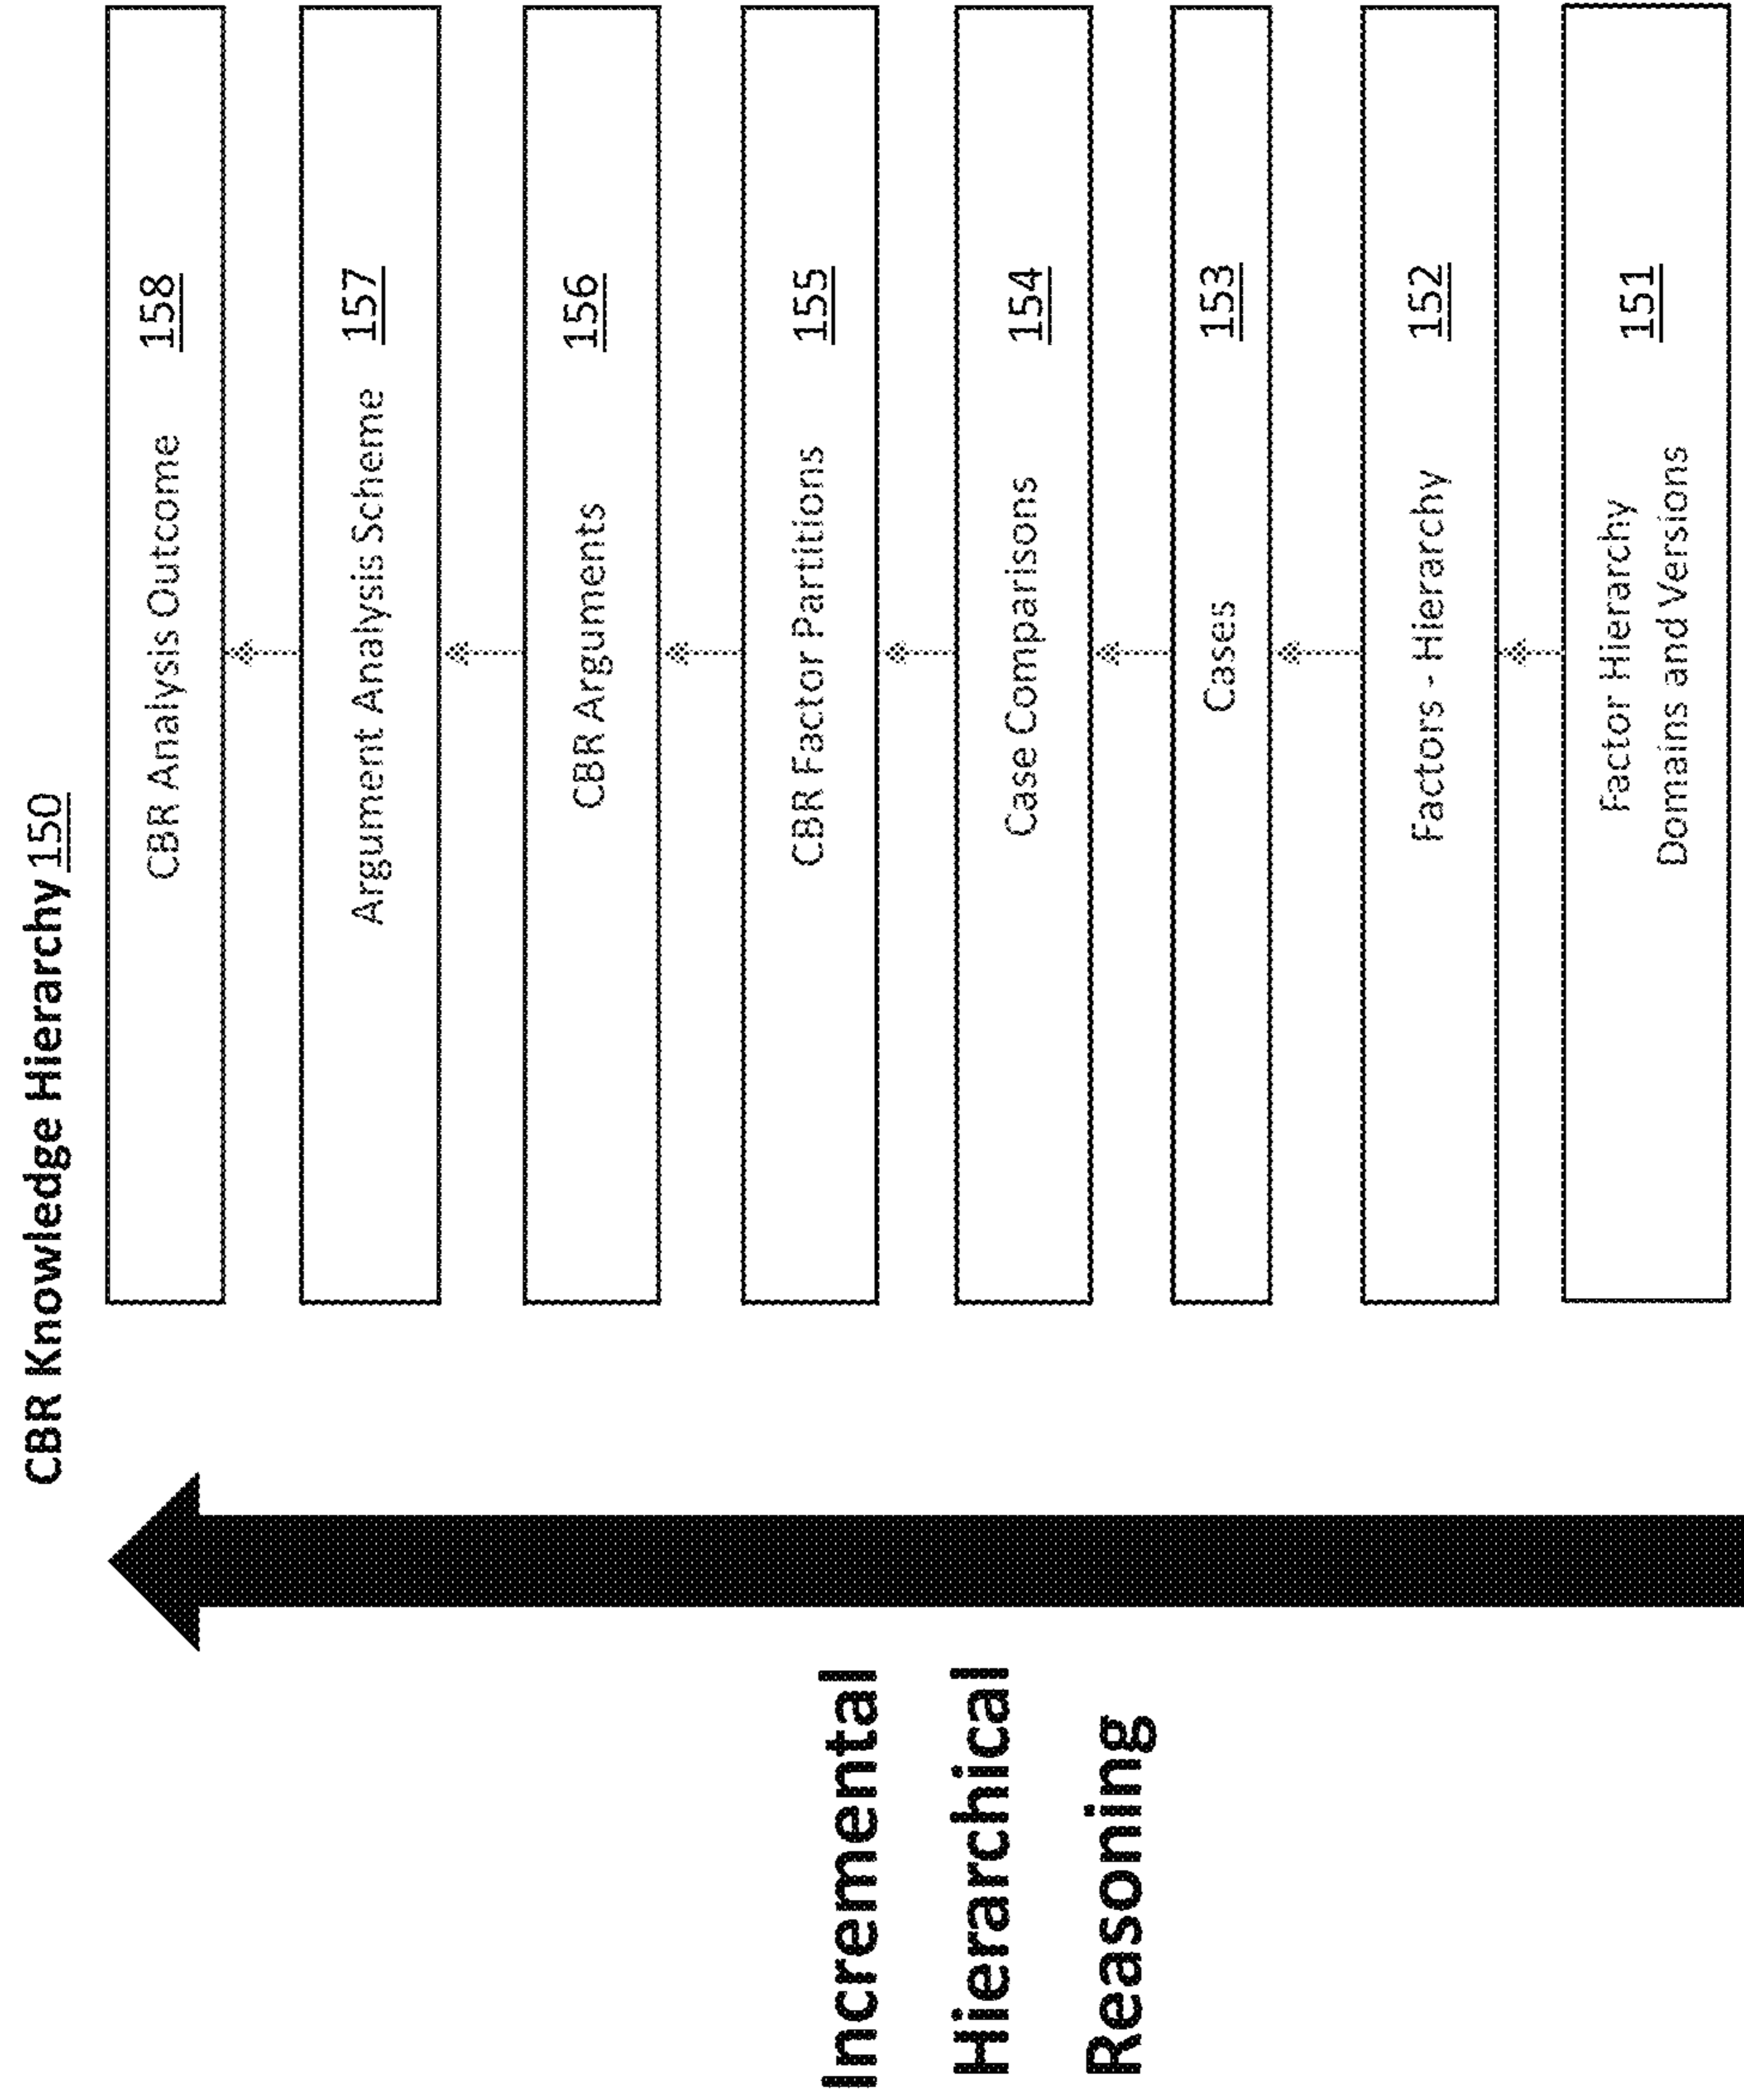 CBR Knowledge Hierarchy 150
CBR Analysis Outcome 158
Argument Analysis Scheme 157
CBR Arguments 156
CBR Factor Partitions 155
Case Comparisons 154
Cases 153
Factors - Hierarchy 152
Factor Hierarchy
Domains and Versions 151
Incremental
Hierarchical
Reasoning